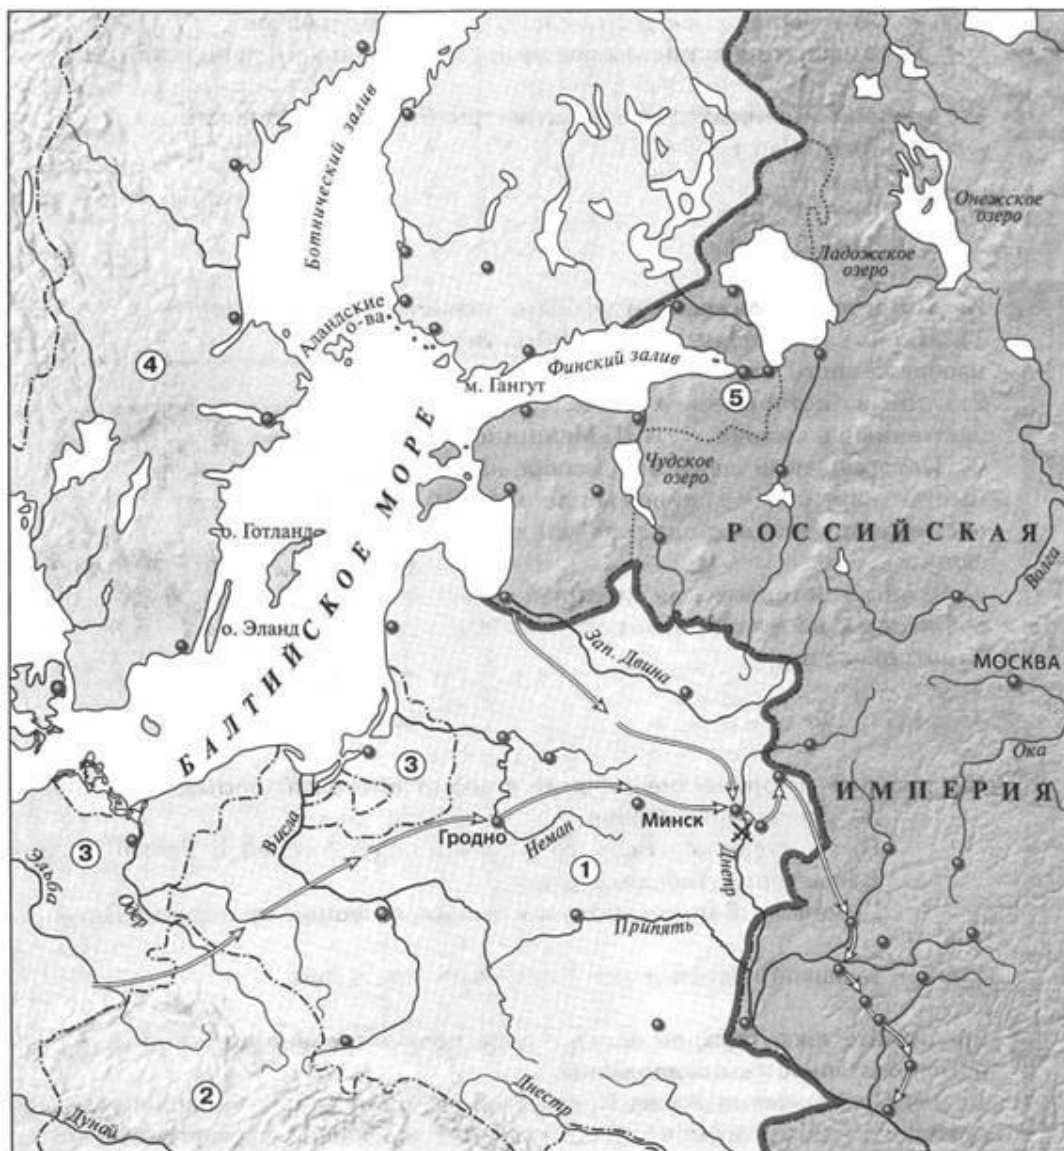 Ботнический залив
Онежское
озеро
Ладожское
озеро
Аландские
о-ва
Финский залив
4
м. Гангут
5
Чудское
озеро
БАЛТИЙСКОЕ МОРЕ
о. Готланд
РОССИЙСКАЯ
Волга
о. Эланд
Зап. Двина
МОСКВА
Ока
3
ИМПЕРИЯ
Висла
Гродно
Неман
Минск
3
Эльба
Одер
1
Днепр
Припять
2
Дунай
Днестр